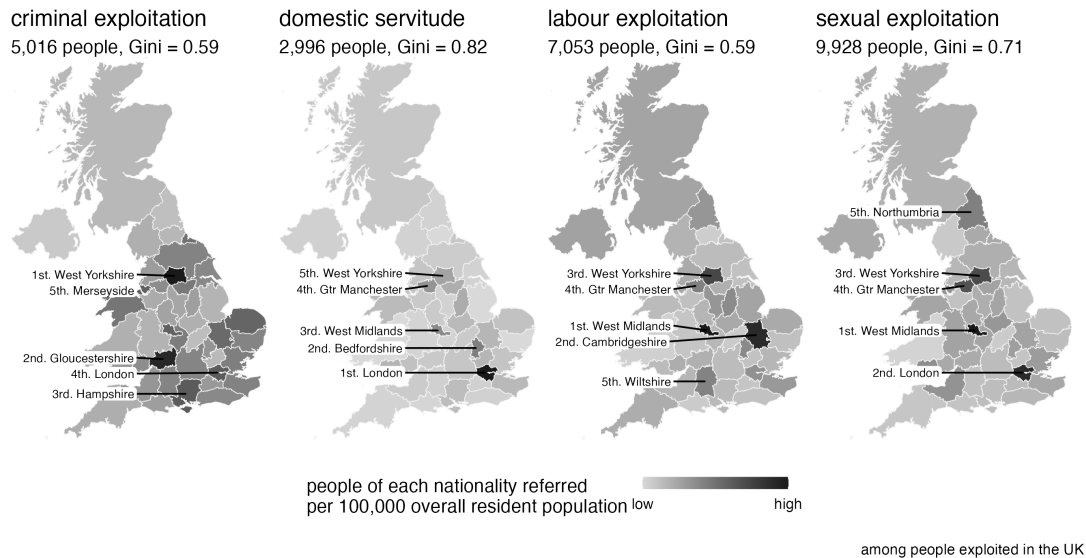 criminal exploitation
5,016 people, Gini = 0.59
1st. West Yorkshire
5th. Merseyside
2nd. Gloucestershire
4th. London
3rd. Hampshire
domestic servitude
2,996 people, Gini = 0.82
5th. West Yorkshire
4th. Gtr Manchester
3rd. West Midlands
2nd. Bedfordshire
1st. London
labour exploitation
7,053 people, Gini = 0.59
3rd. West Yorkshire
4th. Gtr Manchester
1st. West Midlands
2nd. Cambridgeshire
5th. Wiltshire
sexual exploitation
9,928 people, Gini = 0.71
5th. Northumbria
3rd. West Yorkshire
4th. Gtr Manchester
1st. West Midlands
2nd. London
people of each nationality referred
per 100,000 overall resident population
low high
among people exploited in the UK